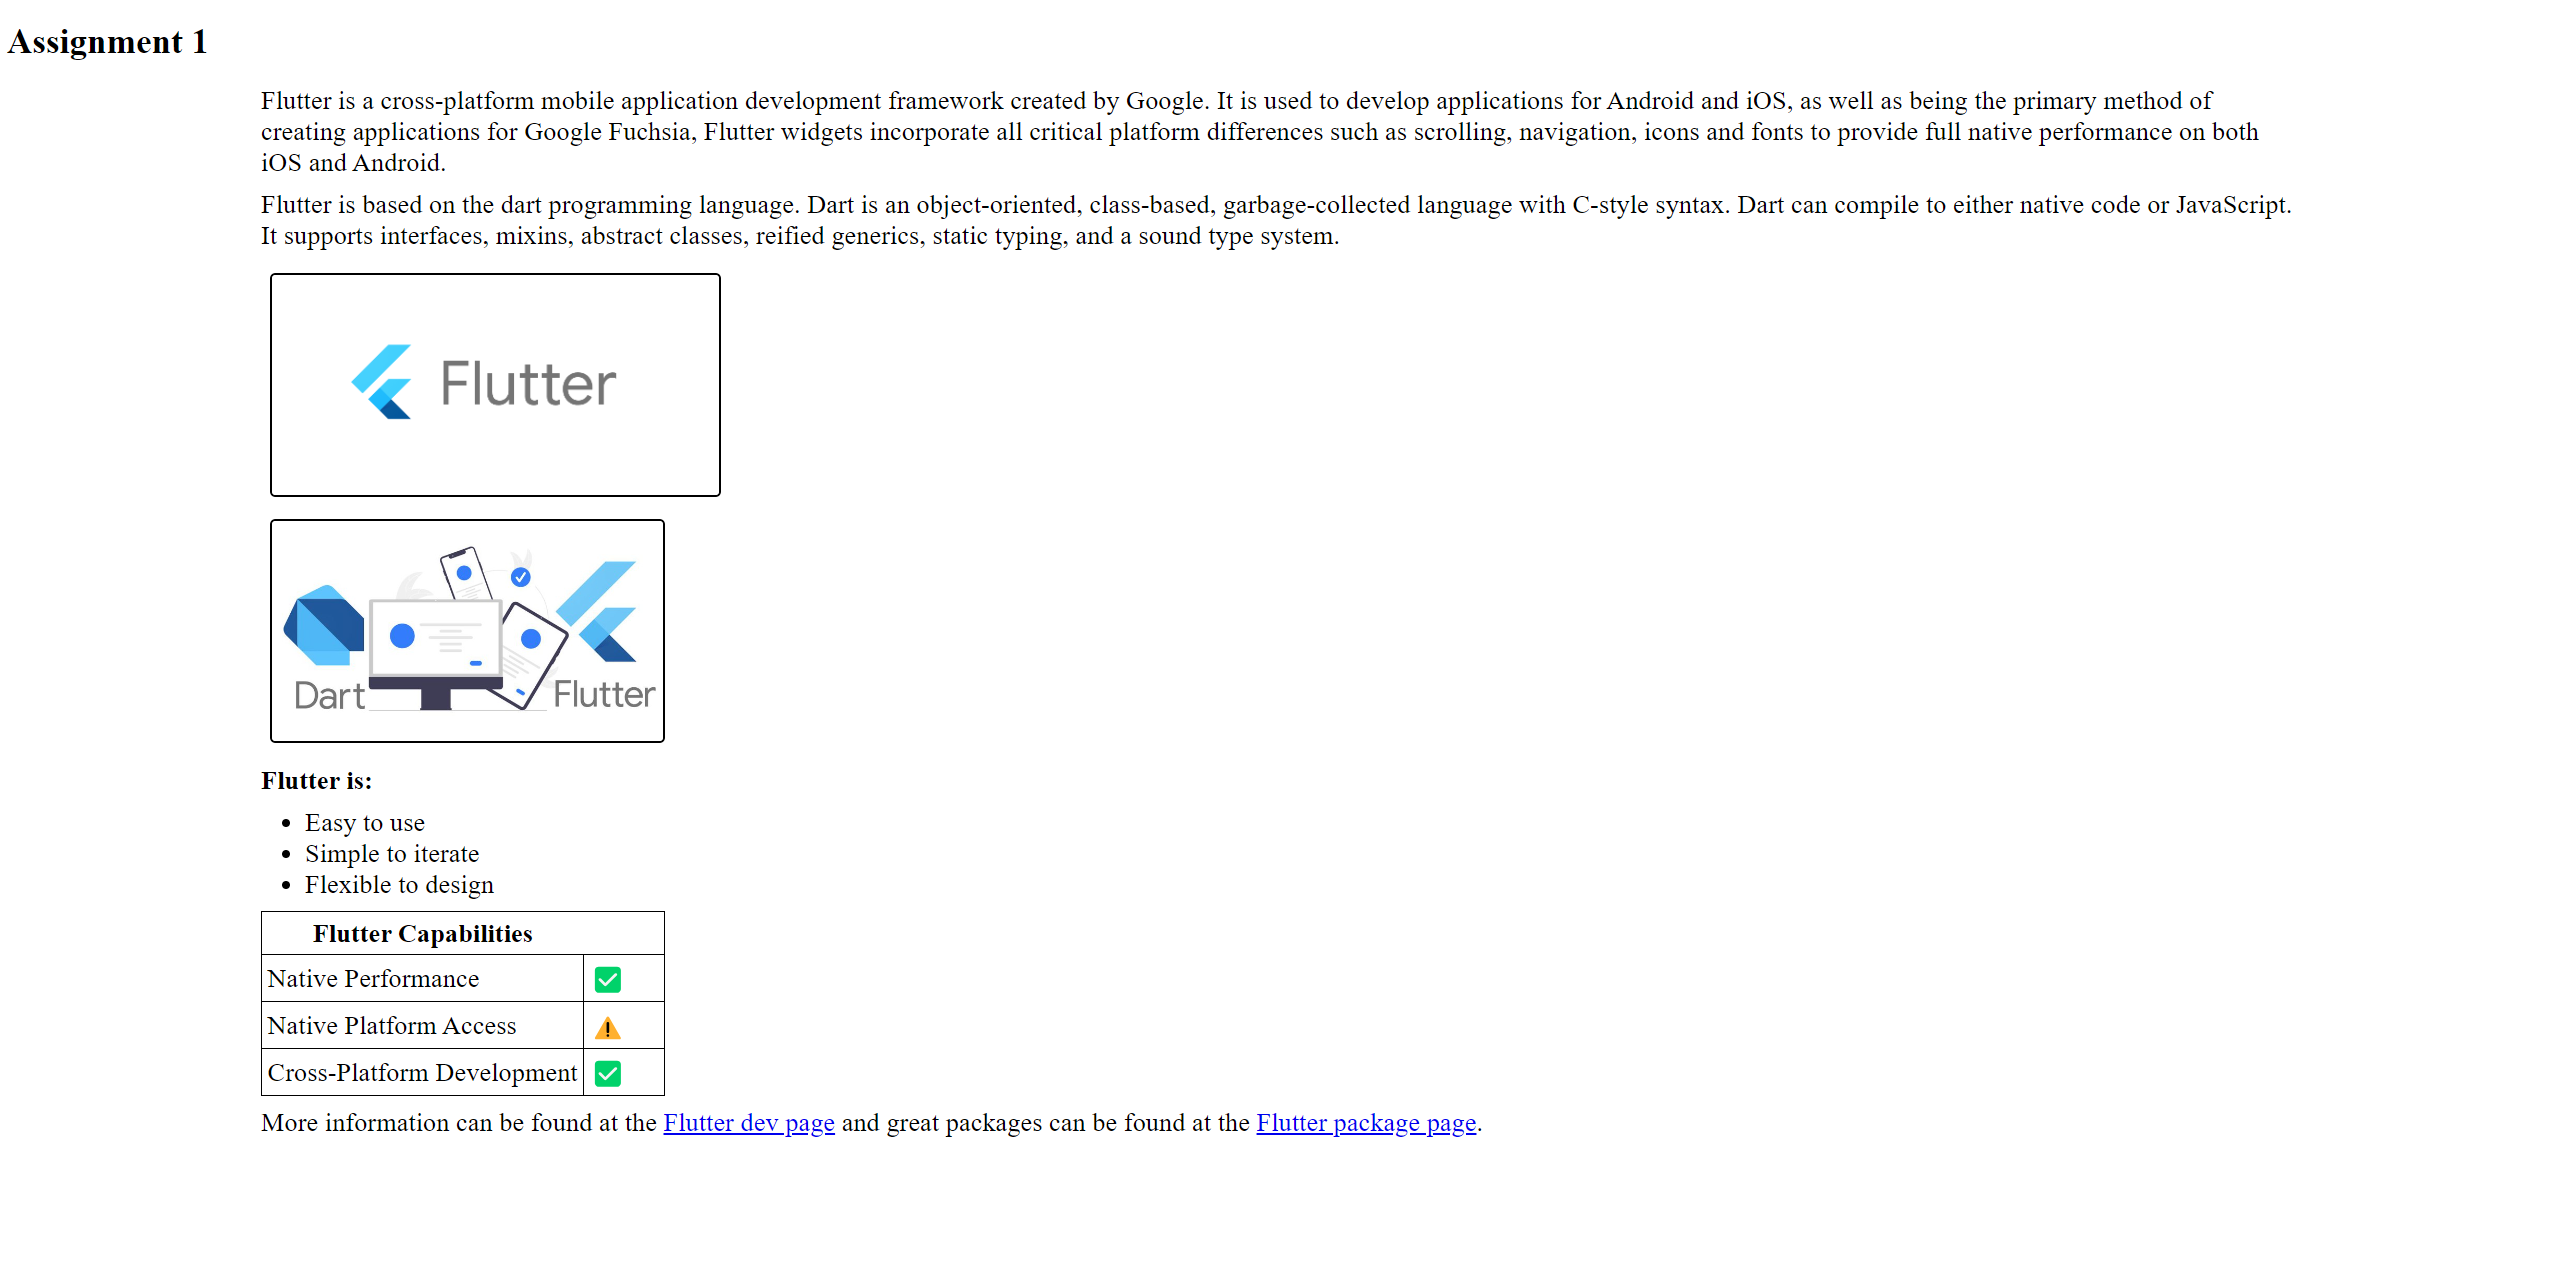 Assignment 1
Flutter is a cross-platform mobile application development framework created by Google. It is used to develop applications for Android and iOS, as well as being the primary method of
creating applications for Google Fuchsia, Flutter widgets incorporate all critical platform differences such as scrolling, navigation, icons and fonts to provide full native performance on both
iOS and Android.
Flutter is based on the dart programming language. Dart is an object-oriented, class-based, garbage-collected language with C-style syntax. Dart can compile to either native code or JavaScript.
It supports interfaces, mixins, abstract classes, reified generics, static typing, and a sound type system.
Flutter
Dart Flutter
Flutter is:
• Easy to use
• Simple to iterate
• Flexible to design
Flutter Capabilities
Native Performance ✅
Native Platform Access ⚠️
Cross-Platform Development ✅
More information can be found at the Flutter dev page and great packages can be found at the Flutter package page.